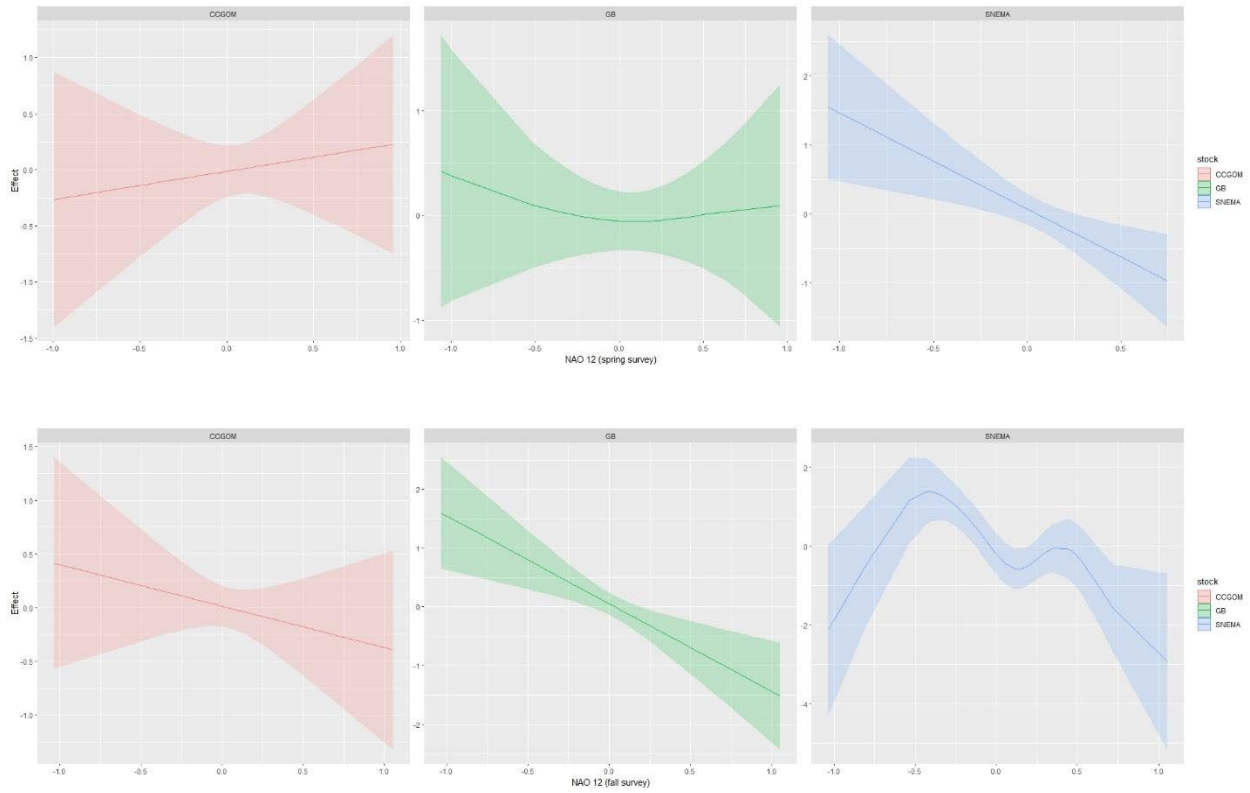 CCGOM
GB
SNEMA
1.0
0.5
0.0
-0.5
-1.0
-1.5
Effect
1
0
-1
2
1
0
-1
-1.0 -0.5 0.0 0.5 1.0
-1.0 -0.5 0.0 0.5 1.0
-1.0 -0.5 0.0 0.5
NAO 12 (spring survey)
stock
CCGOM
GB
SNEMA
CCGOM
GB
SNEMA
1.5
1.0
0.5
0.0
-0.5
-1.0
Effect
2
1
0
-1
-2
2
0
-2
-4
-1.0 -0.5 0.0 0.5 1.0
-1.0 -0.5 0.0 0.5 1.0
-1.0 -0.5 0.0 0.5 1.0
NAO 12 (fall survey)
stock
CCGOM
GB
SNEMA